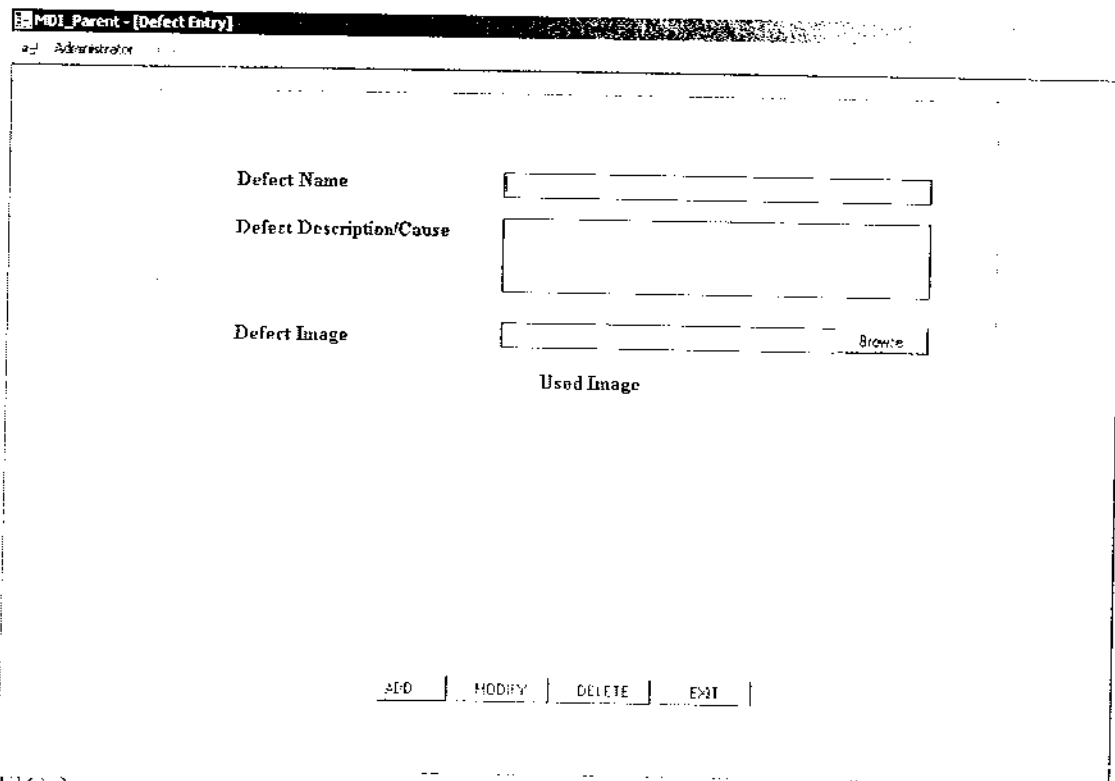 MDI_Parent - [Defect Entry]
Administrator
Defect Name
Defect Description/Cause
Defect Image
Browse
Used Image
ADD
MODIFY
DELETE
EXIT